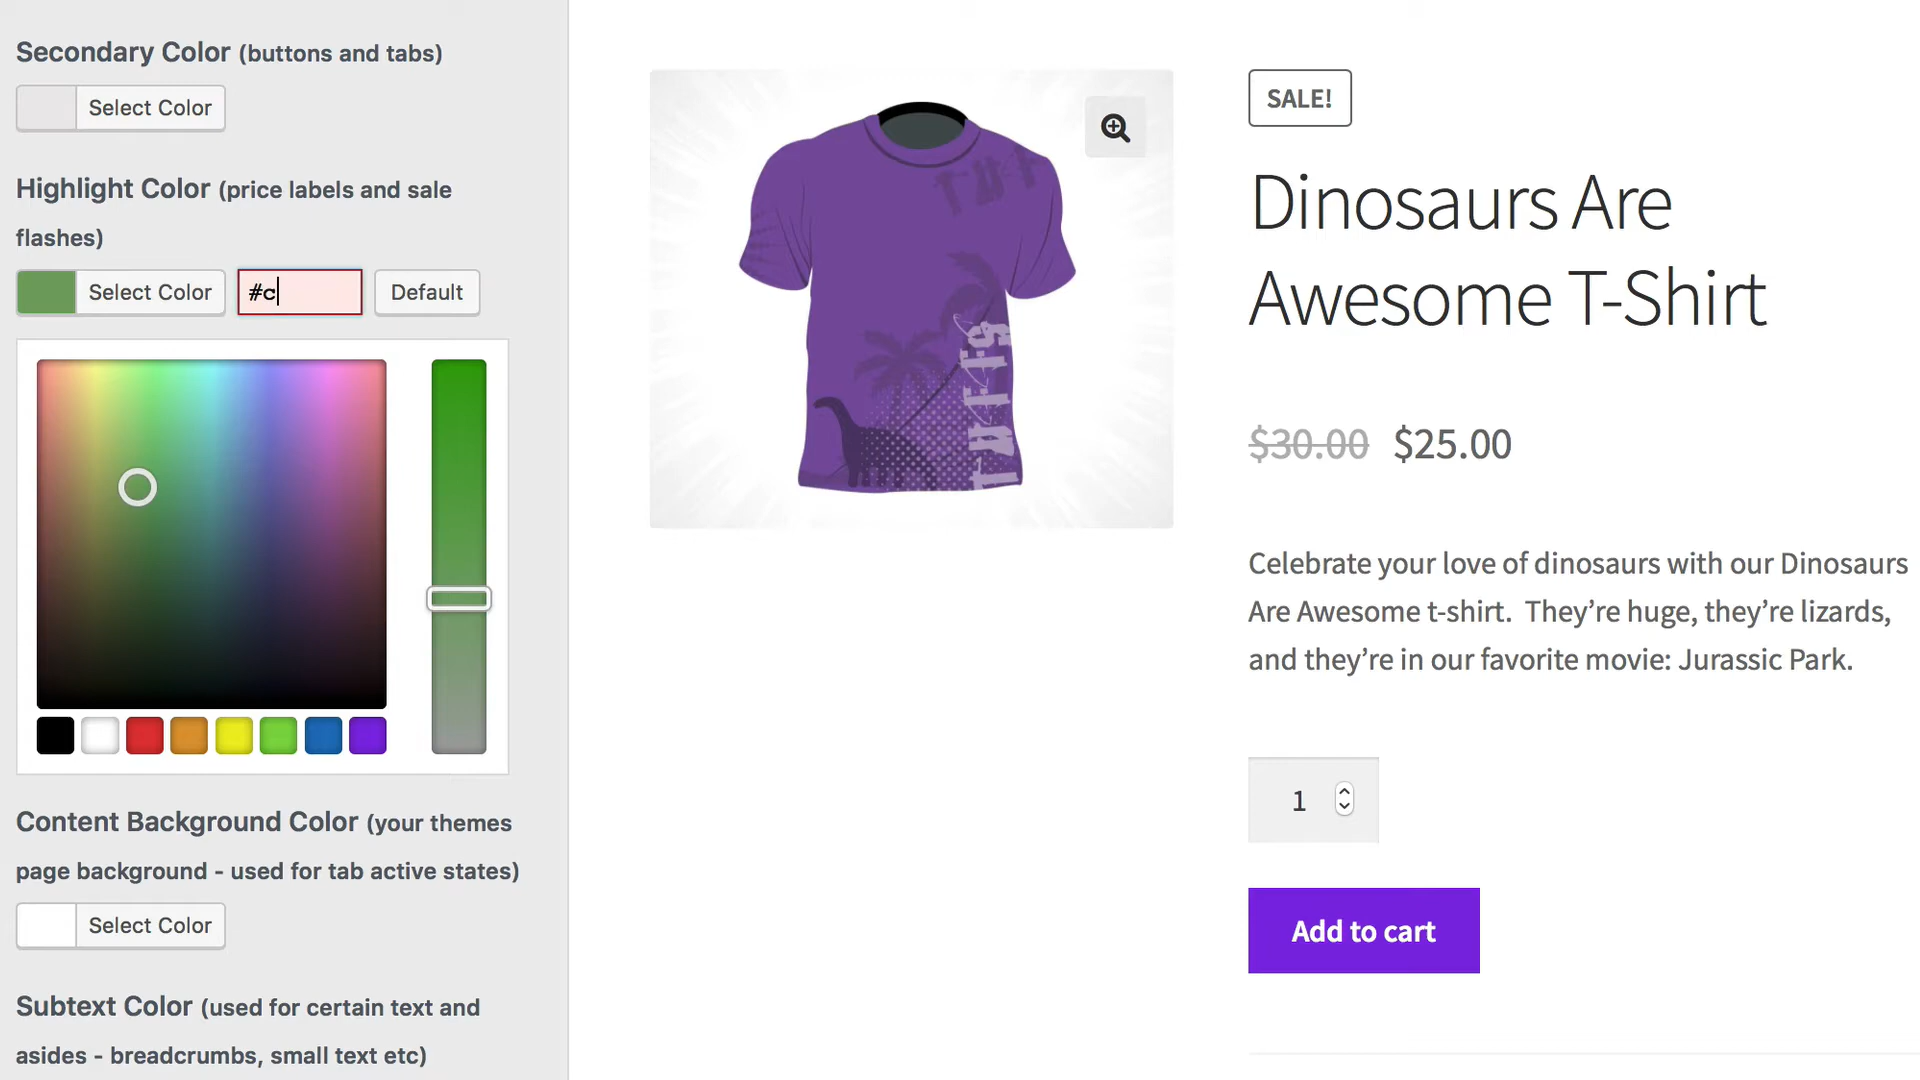 Secondary Color (buttons and tabs)
Select Color
Highlight Color (price labels and sale
flashes)
Select Color
#c
Default
Content Background Color (your themes
page background - used for tab active states)
Select Color
Subtext Color (used for certain text and
asides - breadcrumbs, small text etc)
TUT
TUTS
SALE!
Dinosaurs Are
Awesome T-Shirt
$30.00 $25.00
Celebrate your love of dinosaurs with our Dinosaurs
Are Awesome t-shirt.  They’re huge, they’re lizards,
and they’re in our favorite movie: Jurassic Park.
1
Add to cart